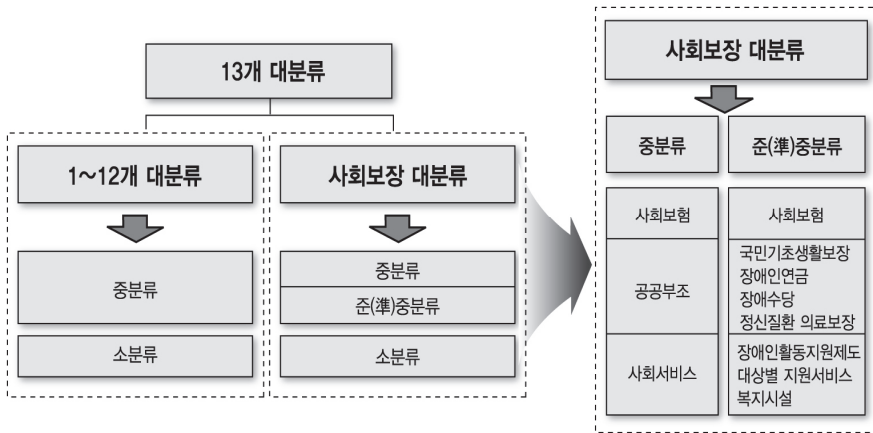 13개 대분류
1~12개 대분류
중분류
소분류
사회보장 대분류
중분류
준(準)중분류
소분류
사회보장 대분류
중분류
준(準)중분류
사회보험
사회보험
공공부조
국민기초생활보장
장애인연금
장애수당
정신질환 의료보장
사회서비스
장애인활동지원제도
대상별 지원서비스
복지시설